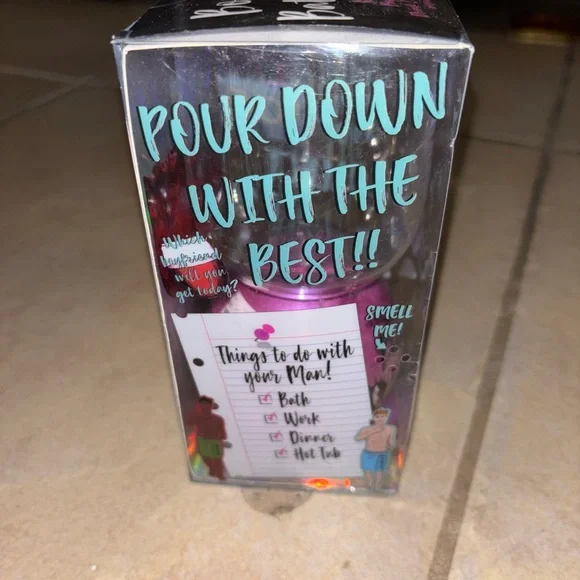 POUR DOWN
WITH THE
BEST!!
Which
boyfriend
will you
get today?
SMELL
ME!
Things to do with
your Man!
Bath
Work
Dinner
Hot Tub